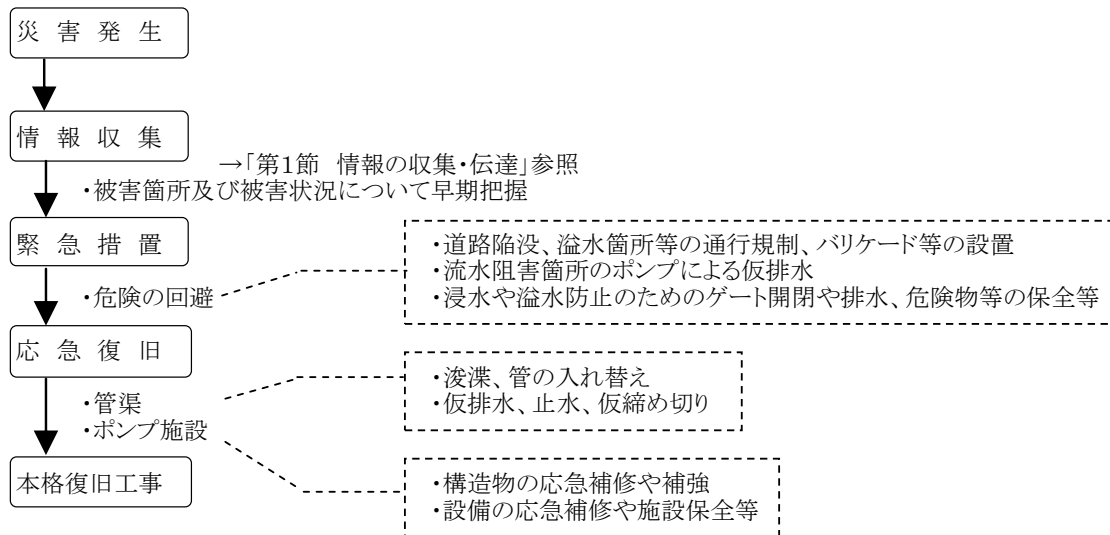 災害発生
情報収集
→「第1節 情報の収集・伝達」参照
・被害箇所及び被害状況について早期把握
緊急措置
・危険の回避
・道路陥没、溢水箇所等の通行規制、バリケード等の設置
・流水阻害箇所のポンプによる仮排水
・浸水や溢水防止のためのゲート開閉や排水、危険物等の保全等
応急復旧
・管渠
・ポンプ施設
・浚渫、管の入れ替え
・仮排水、止水、仮締め切り
本格復旧工事
・構造物の応急補修や補強
・設備の応急補修や施設保全等